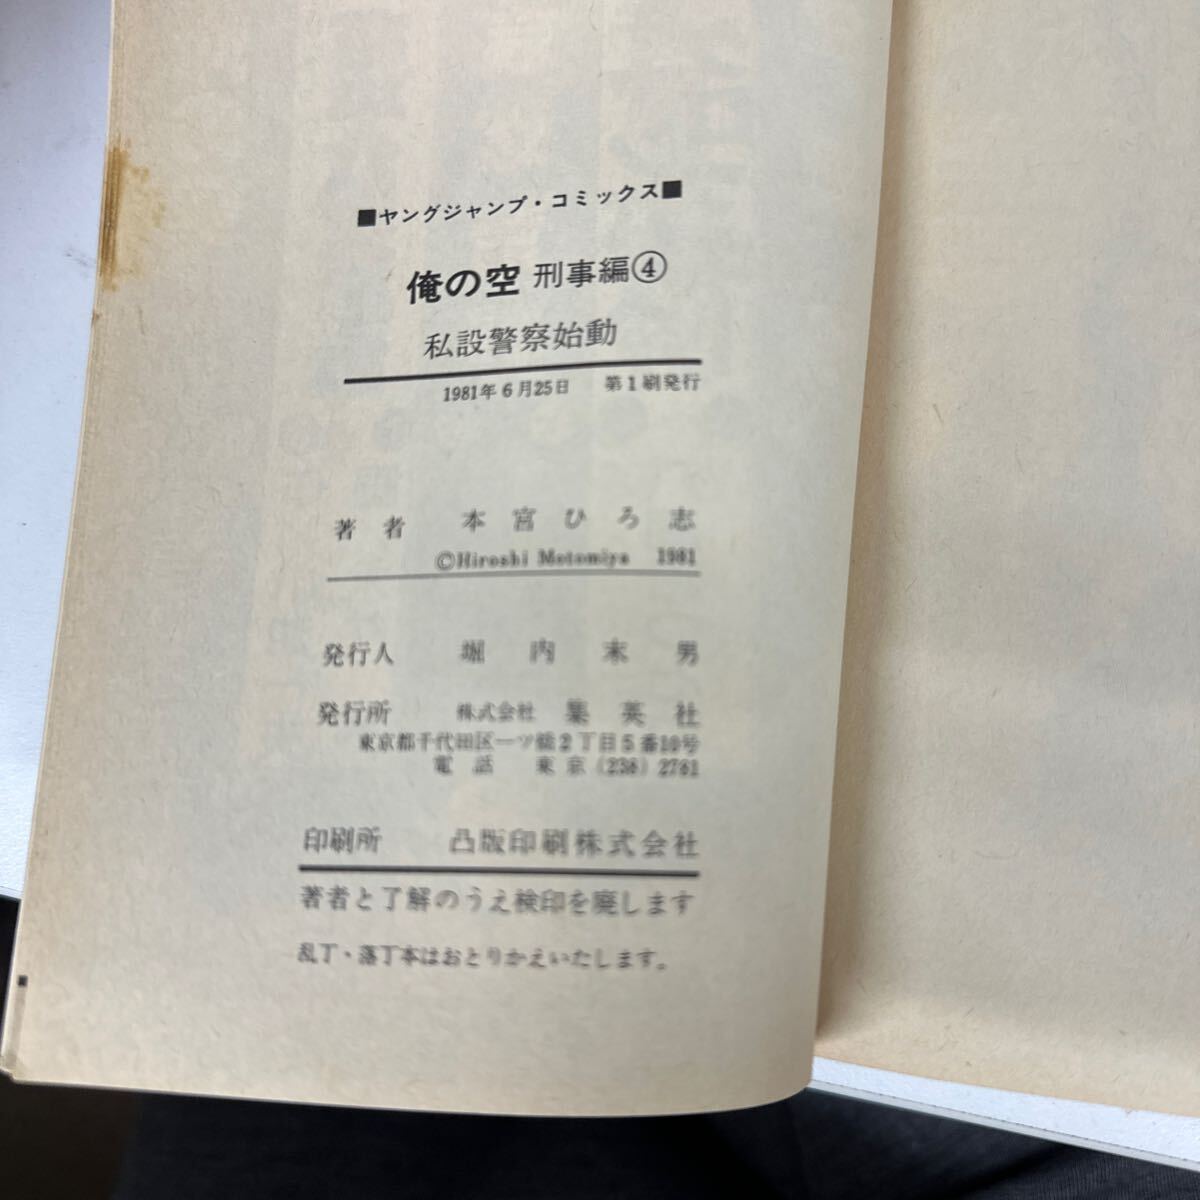 ■ヤングジャンプ・コミックス■
俺の空 刑事編④
私設警察始動
1981年6月25日 第1刷発行
著者 本宮ひろ志
©Hiroshi Motomiya 1981
発行人 堀内末男
発行所 株式会社 集英社
東京都千代田区一ツ橋2丁目5番10号
電話 東京(238)2781
印刷所 凸版印刷株式会社
著者と了解のうえ検印を廃します
乱丁・落丁本はおとりかえいたします。